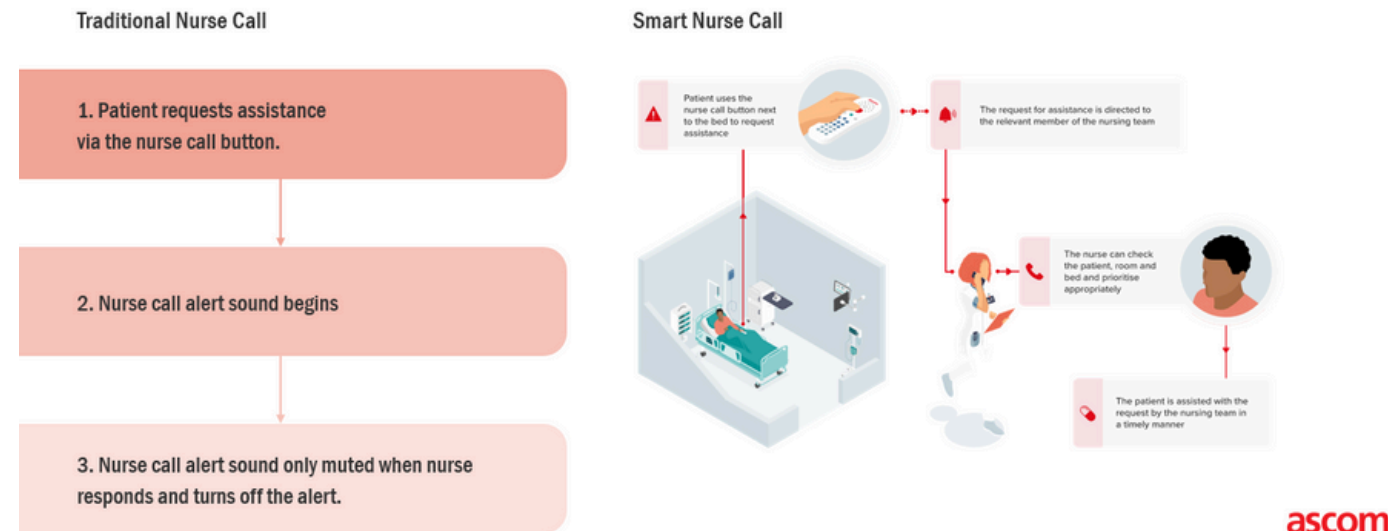 Traditional Nurse Call
1. Patient requests assistance
via the nurse call button.
2. Nurse call alert sound begins
3. Nurse call alert sound only muted when nurse
responds and turns off the alert.
Smart Nurse Call
Patient uses the
nurse call button next
to the bed to request
assistance
The request for assistance is directed to
the relevant member of the nursing team
The nurse can check
the patient, room and
bed and prioritise
appropriately
The patient is assisted with the
request by the nursing team in
a timely manner
ascom